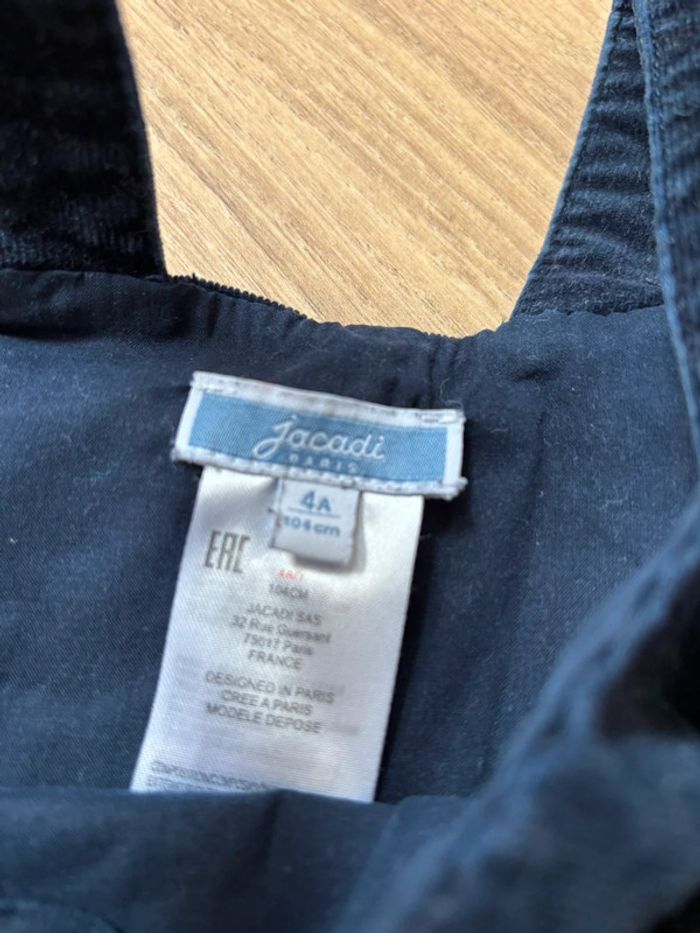 jacadi
PARIS
4A
104cm
EAC
104CM
JACADI SAS
32 Rue Guersant
75017 Paris
FRANCE
DESIGNED IN PARIS
CREE A PARIS
MODELE DEPOSE